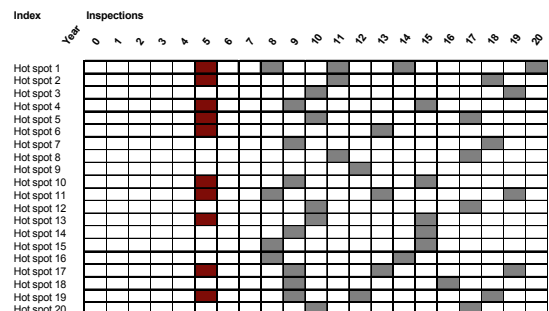 Index Inspections
Year 0 1 2 3 4 5 6 7 8 9 10 11 12 13 14 15 16 17 18 19 20
Hot spot 1
Hot spot 2
Hot spot 3
Hot spot 4
Hot spot 5
Hot spot 6
Hot spot 7
Hot spot 8
Hot spot 9
Hot spot 10
Hot spot 11
Hot spot 12
Hot spot 13
Hot spot 14
Hot spot 15
Hot spot 16
Hot spot 17
Hot spot 18
Hot spot 19
Hot spot 20